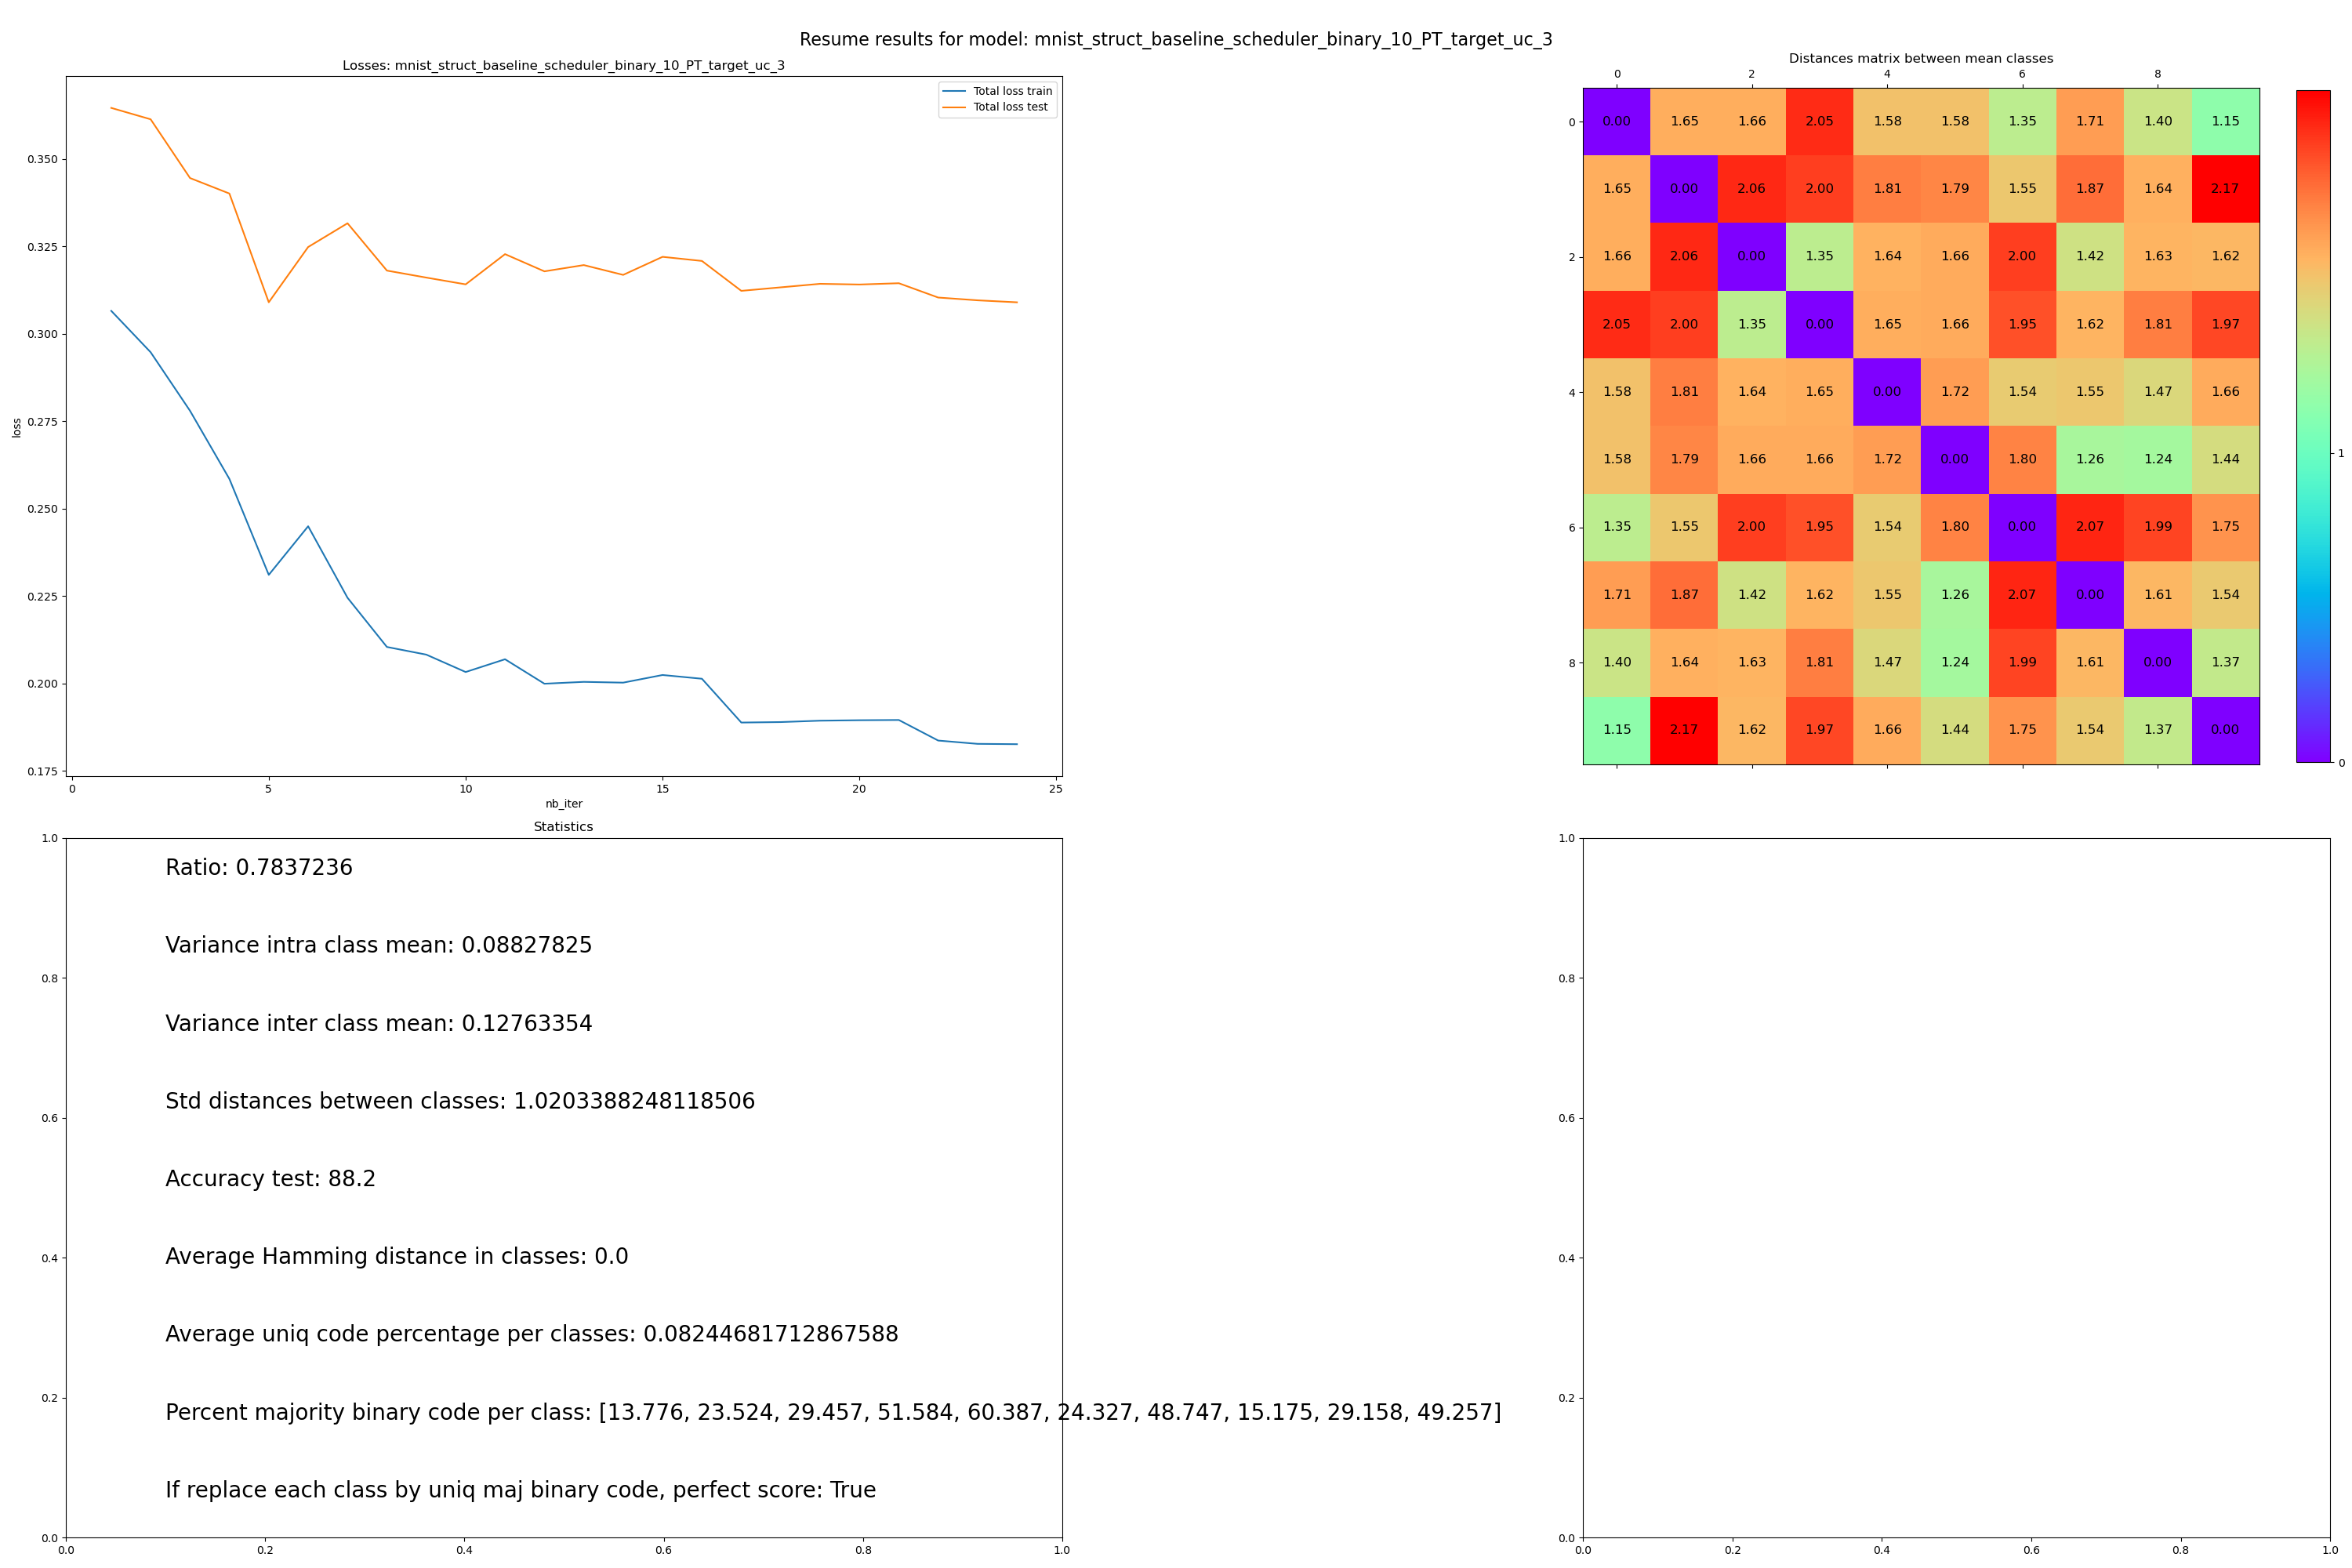 Resume results for model: mnist_struct_baseline_scheduler_binary_10_PT_target_uc_3
Losses: mnist_struct_baseline_scheduler_binary_10_PT_target_uc_3
Total loss train
Total loss test
loss
0.350
0.325
0.300
0.275
0.250
0.225
0.200
0.175
0 5 10 15 20 25
nb_iter
Distances matrix between mean classes
0 2 4 6 8
0 0.00 1.65 1.66 2.05 1.58 1.58 1.35 1.71 1.40 1.15
1.65 0.00 2.06 2.00 1.81 1.79 1.55 1.87 1.64 2.17
2 1.66 2.06 0.00 1.35 1.64 1.66 2.00 1.42 1.63 1.62
2.05 2.00 1.35 0.00 1.65 1.66 1.95 1.62 1.81 1.97
4 1.58 1.81 1.64 1.65 0.00 1.72 1.54 1.55 1.47 1.66
1.58 1.79 1.66 1.66 1.72 0.00 1.80 1.26 1.24 1.44
6 1.35 1.55 2.00 1.95 1.54 1.80 0.00 2.07 1.99 1.75
1.71 1.87 1.42 1.62 1.55 1.26 2.07 0.00 1.61 1.54
8 1.40 1.64 1.63 1.81 1.47 1.24 1.99 1.61 0.00 1.37
1.15 2.17 1.62 1.97 1.66 1.44 1.75 1.54 1.37 0.00
1
0
Statistics
Ratio: 0.7837236
Variance intra class mean: 0.08827825
Variance inter class mean: 0.12763354
Std distances between classes: 1.0203388248118506
Accuracy test: 88.2
Average Hamming distance in classes: 0.0
Average uniq code percentage per classes: 0.08244681712867588
Percent majority binary code per class: [13.776, 23.524, 29.457, 51.584, 60.387, 24.327, 48.747, 15.175, 29.158, 49.257]
If replace each class by uniq maj binary code, perfect score: True
1.0
0.8
0.6
0.4
0.2
0.0
0.0 0.2 0.4 0.6 0.8 1.0
1.0
0.8
0.6
0.4
0.2
0.0
0.0 0.2 0.4 0.6 0.8 1.0